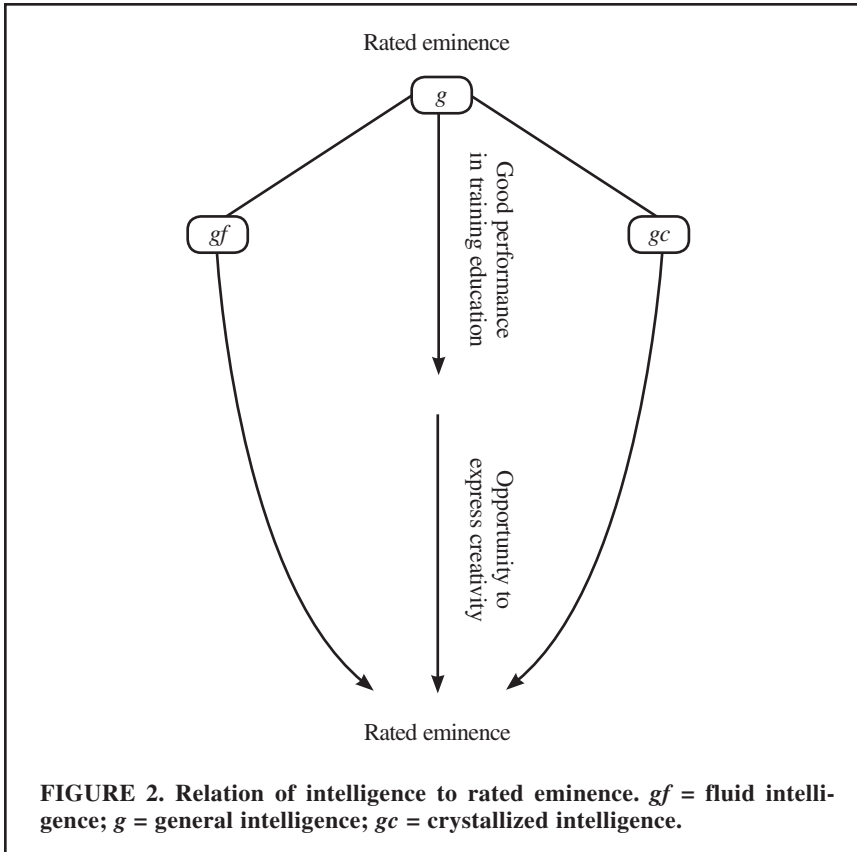 Rated eminence
g
Good performance
in training education
gf
gc
Opportunity to
express creativity
Rated eminence
FIGURE 2. Relation of intelligence to rated eminence. gf = fluid intelli-
gence; g = general intelligence; gc = crystallized intelligence.